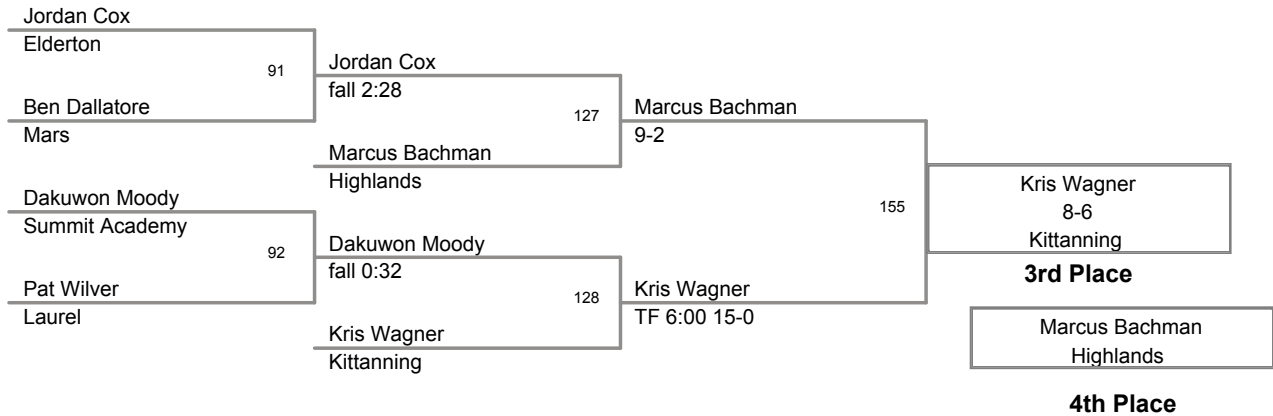 Jordan Cox
Elderton
91
Jordan Cox
fall 2:28
Ben Dallatore
Mars
127
Marcus Bachman
9-2
Marcus Bachman
Highlands
Dakuwon Moody
Summit Academy
92
Dakuwon Moody
fall 0:32
Pat Wilver
Laurel
128
Kris Wagner
TF 6:00 15-0
Kris Wagner
Kittanning
155
Kris Wagner
8-6
Kittanning
3rd Place
Marcus Bachman
Highlands
4th Place